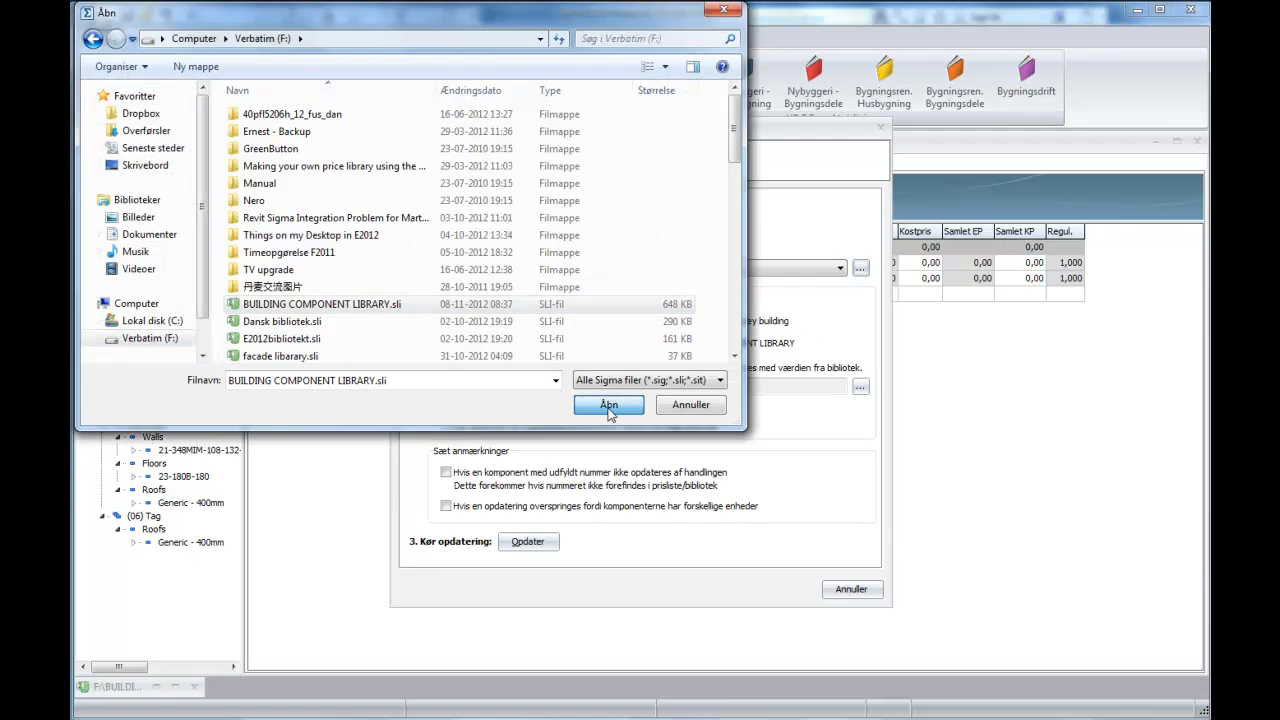 Åbn
Computer
Verbatim (F:)
Søg i Verbatim (F:)
Organiser
Ny mappe
Navn
Ændringsdato
Type
Størrelse
Favoritter
Dropbox
Overførsler
Seneste steder
Skrivebord
Biblioteker
Billeder
Dokumenter
Musik
Videoer
Computer
Lokal disk (C:)
Verbatim (F:)
40pfl5206h_12_fus_dan 16-06-2012 13:27 Filmappe
Ernest - Backup 29-03-2012 11:36 Filmappe
GreenButton 23-07-2010 19:15 Filmappe
Making your own price library using the ... 29-03-2012 11:03 Filmappe
Manual 23-07-2010 19:15 Filmappe
Nero 23-07-2010 19:15 Filmappe
Revit Sigma Integration Problem for Mart... 03-10-2012 11:01 Filmappe
Things on my Desktop in E2012 04-10-2012 13:34 Filmappe
Timeopgørelse F2011 05-10-2012 18:32 Filmappe
TV upgrade 16-06-2012 12:38 Filmappe
丹麦交流图片 28-10-2011 19:05 Filmappe
BUILDING COMPONENT LIBRARY.sli 08-11-2012 08:37 SLI-fil 648 KB
Dansk bibliotek.sli 02-10-2012 19:19 SLI-fil 290 KB
E2012bibliotekt.sli 02-10-2012 19:20 SLI-fil 161 KB
facade libarary.sli 31-10-2012 04:09 SLI-fil 37 KB
Filnavn: BUILDING COMPONENT LIBRARY.sli
Alle Sigma filer (*.sig;*.sli;*.sit)
Åbn
Annuller
Nybyggeri -
Bygningsdele
Bygningsren.
Husbygning
Bygningsren.
Bygningsdele
Bygningsdrift
Kostpris Samlet EP Samlet KP Regul.
0,00 0,00
0,00 0,00 0,00 1,000
0,00 0,00 0,00 1,000
ey building
NT LIBRARY
es med værdien fra bibliotek.
Sæt anmærkninger
Hvis en komponent med udfyldt nummer ikke opdateres af handlingen
Dette forekommer hvis nummeret ikke forefindes i prisliste/bibliotek
Hvis en opdatering overspringes fordi komponenterne har forskellige enheder
3. Kør opdatering:
Opdater
Annuller
Walls
21-348MIM-108-132-
Floors
23-180B-180
Roofs
Generic - 400mm
(06) Tag
Roofs
Generic - 400mm
F:\BUILDI...